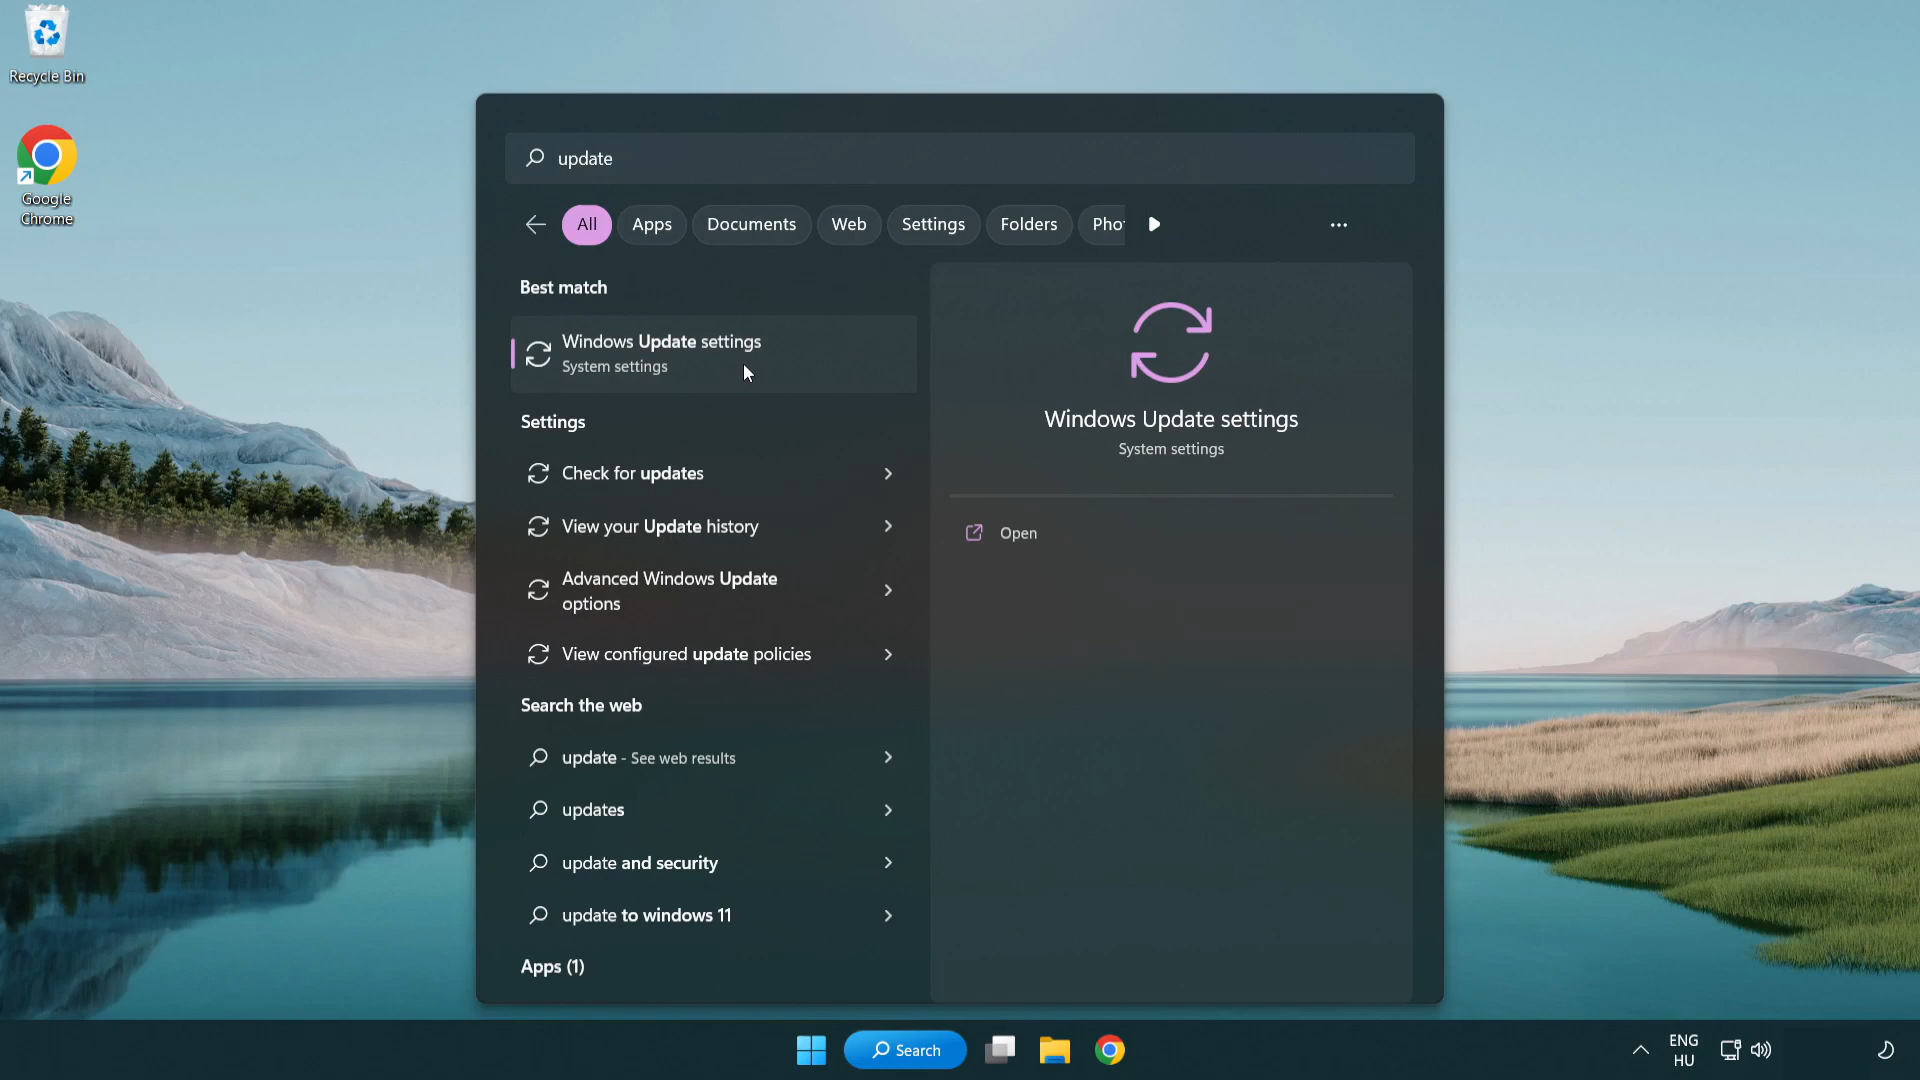 Recycle Bin
Google
Chrome
update
All Apps Documents Web Settings Folders Pho
Best match
Windows Update settings
System settings
Settings
Check for updates
View your Update history
Advanced Windows Update
options
View configured update policies
Search the web
update - See web results
updates
update and security
update to windows 11
Apps (1)
Windows Update settings
System settings
Open
Search
ENG
HU